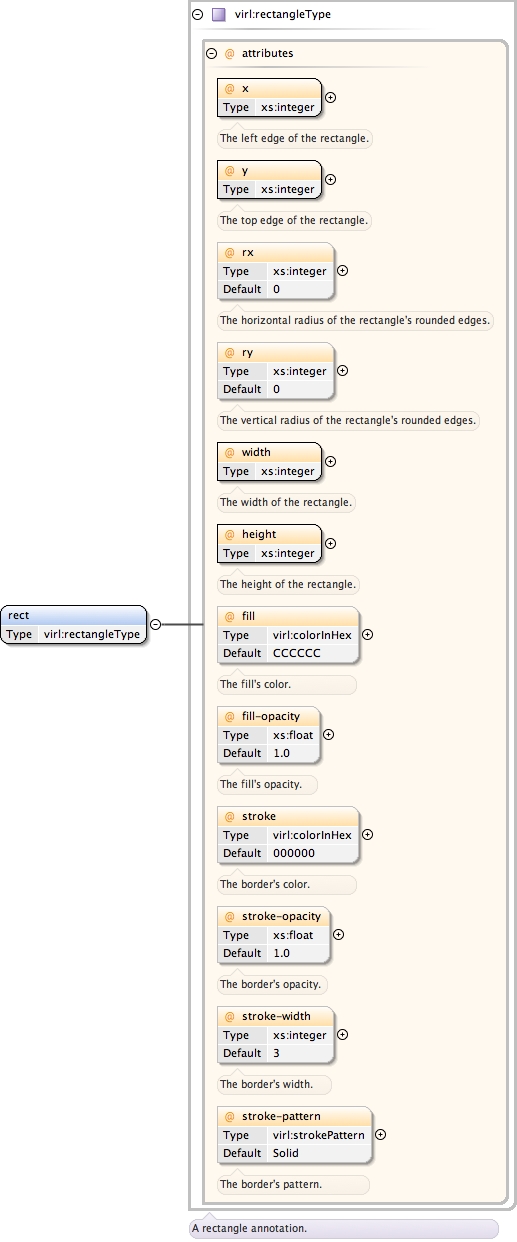 virl:rectangleType
@ attributes
@ x
Type xs:integer
The left edge of the rectangle.
@ y
Type xs:integer
The top edge of the rectangle.
@ rx
Type xs:integer
Default 0
The horizontal radius of the rectangle's rounded edges.
@ ry
Type xs:integer
Default 0
The vertical radius of the rectangle's rounded edges.
@ width
Type xs:integer
The width of the rectangle.
@ height
Type xs:integer
The height of the rectangle.
rect
Type virl:rectangleType
@ fill
Type virl:colorInHex
Default CCCCCC
The fill's color.
@ fill-opacity
Type xs:float
Default 1.0
The fill's opacity.
@ stroke
Type virl:colorInHex
Default 000000
The border's color.
@ stroke-opacity
Type xs:float
Default 1.0
The border's opacity.
@ stroke-width
Type xs:integer
Default 3
The border's width.
@ stroke-pattern
Type virl:strokePattern
Default Solid
The border's pattern.
A rectangle annotation.